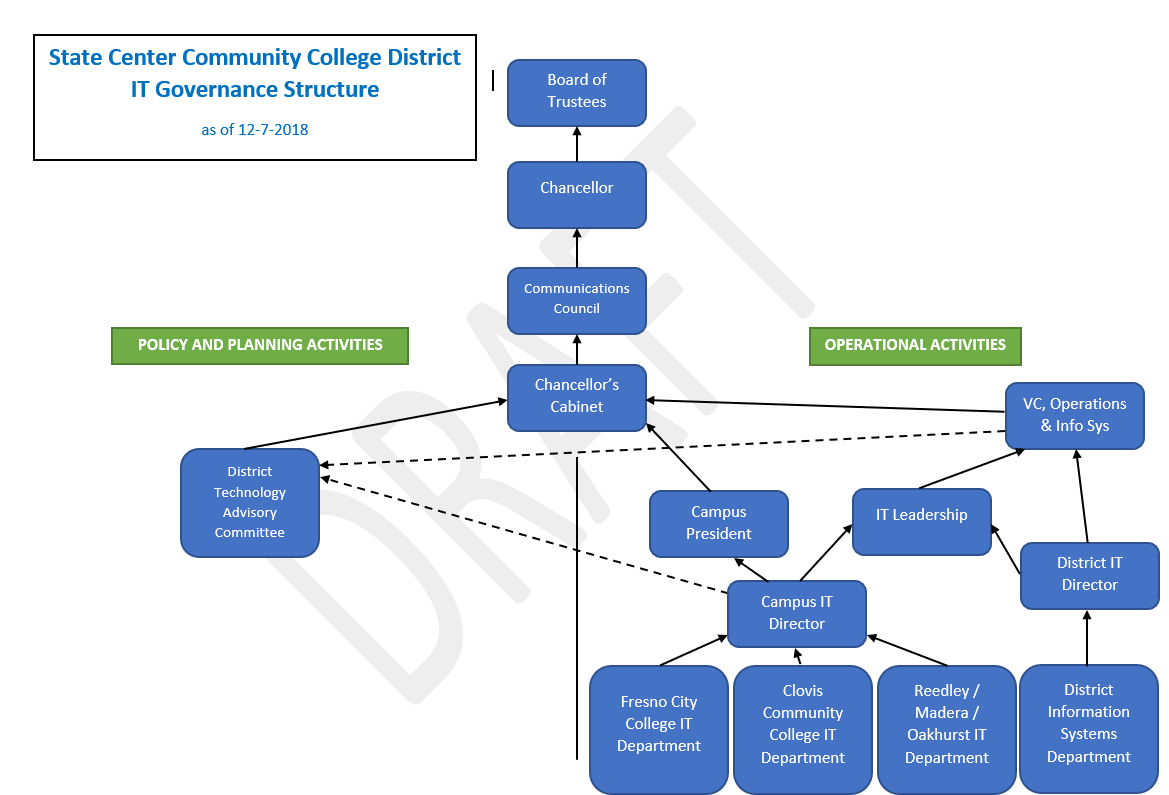 State Center Community College District
IT Governance Structure
as of 12-7-2018
Board of
Trustees
Chancellor
Communications
Council
POLICY AND PLANNING ACTIVITIES
OPERATIONAL ACTIVITIES
Chancellor’s
Cabinet
VC, Operations
& Info Sys
District
Technology
Advisory
Committee
Campus
President
IT Leadership
District IT
Director
Campus IT
Director
Fresno City
College IT
Department
Clovis
Community
College IT
Department
Reedley /
Madera /
Oakhurst IT
Department
District
Information
Systems
Department
DRAFT